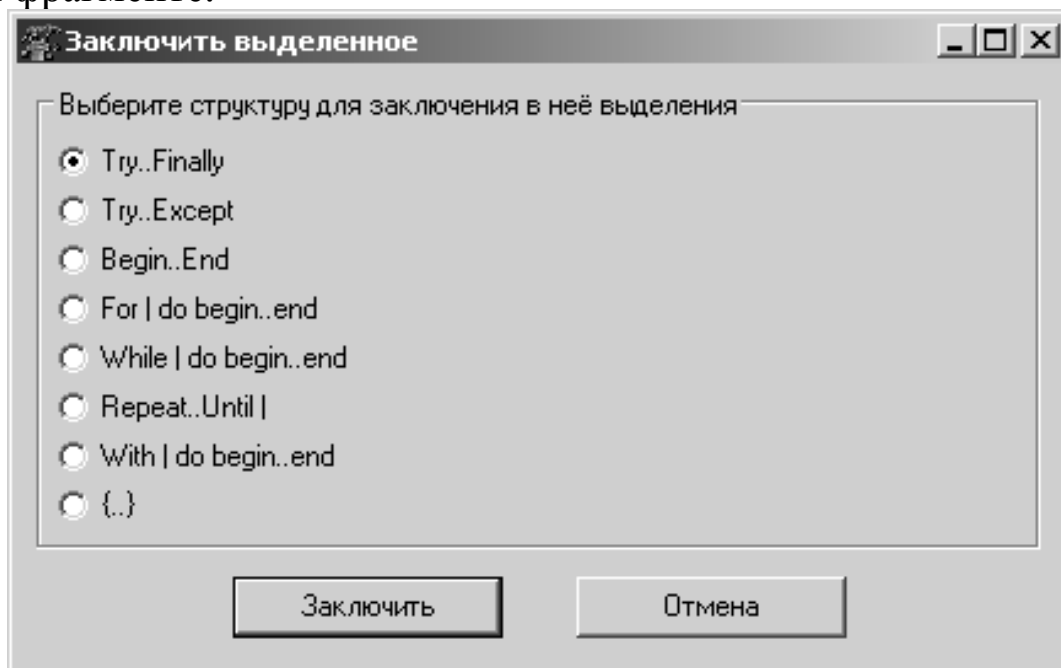 фрагменте.
Заключить выделенное
Выберите структуру для заключения в неё выделения
Try..Finally
Try..Except
Begin..End
For | do begin..end
While | do begin..end
Repeat..Until |
With | do begin..end
{..}
Заключить Отмена